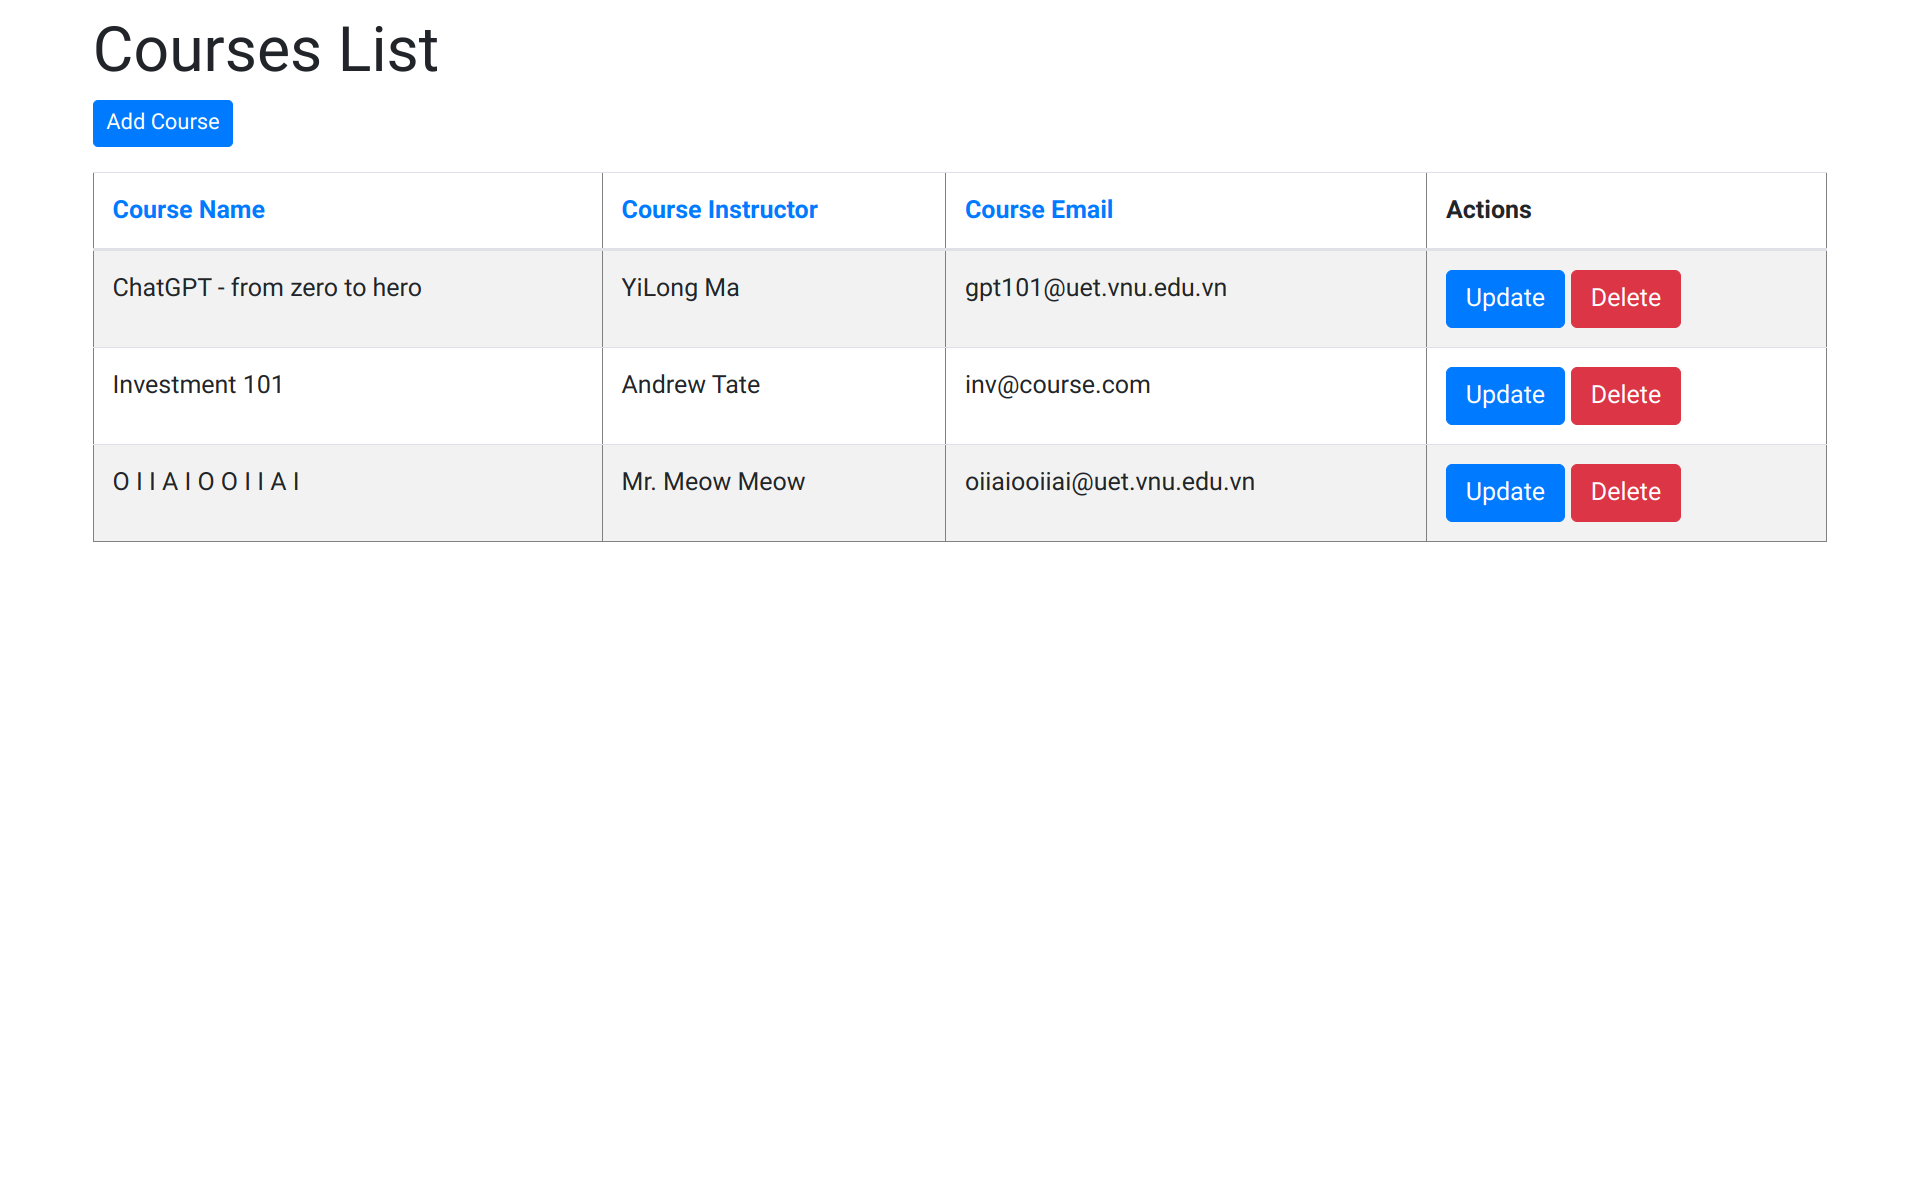 Courses List
Add Course
Course Name Course Instructor Course Email Actions
ChatGPT - from zero to hero YiLong Ma gpt101@uet.vnu.edu.vn Update Delete
Investment 101 Andrew Tate inv@course.com Update Delete
O I I A I O O I I A I Mr. Meow Meow oiiaiooiiai@uet.vnu.edu.vn Update Delete